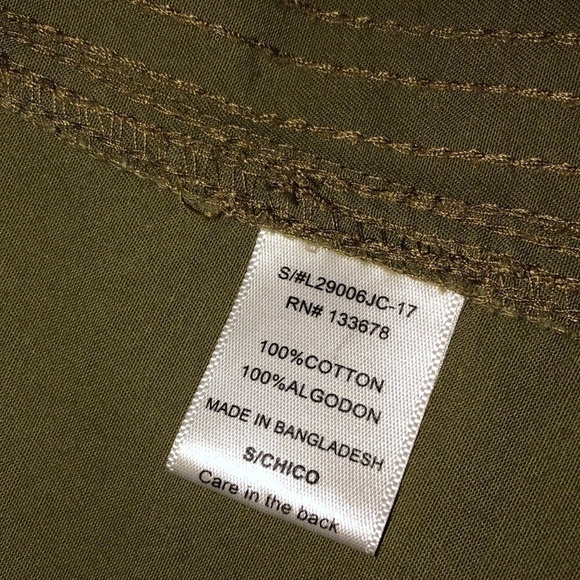 S/#L29006JC-17
RN# 133678
100%COTTON
100%ALGODON
MADE IN BANGLADESH
S/CHICO
Care in the back